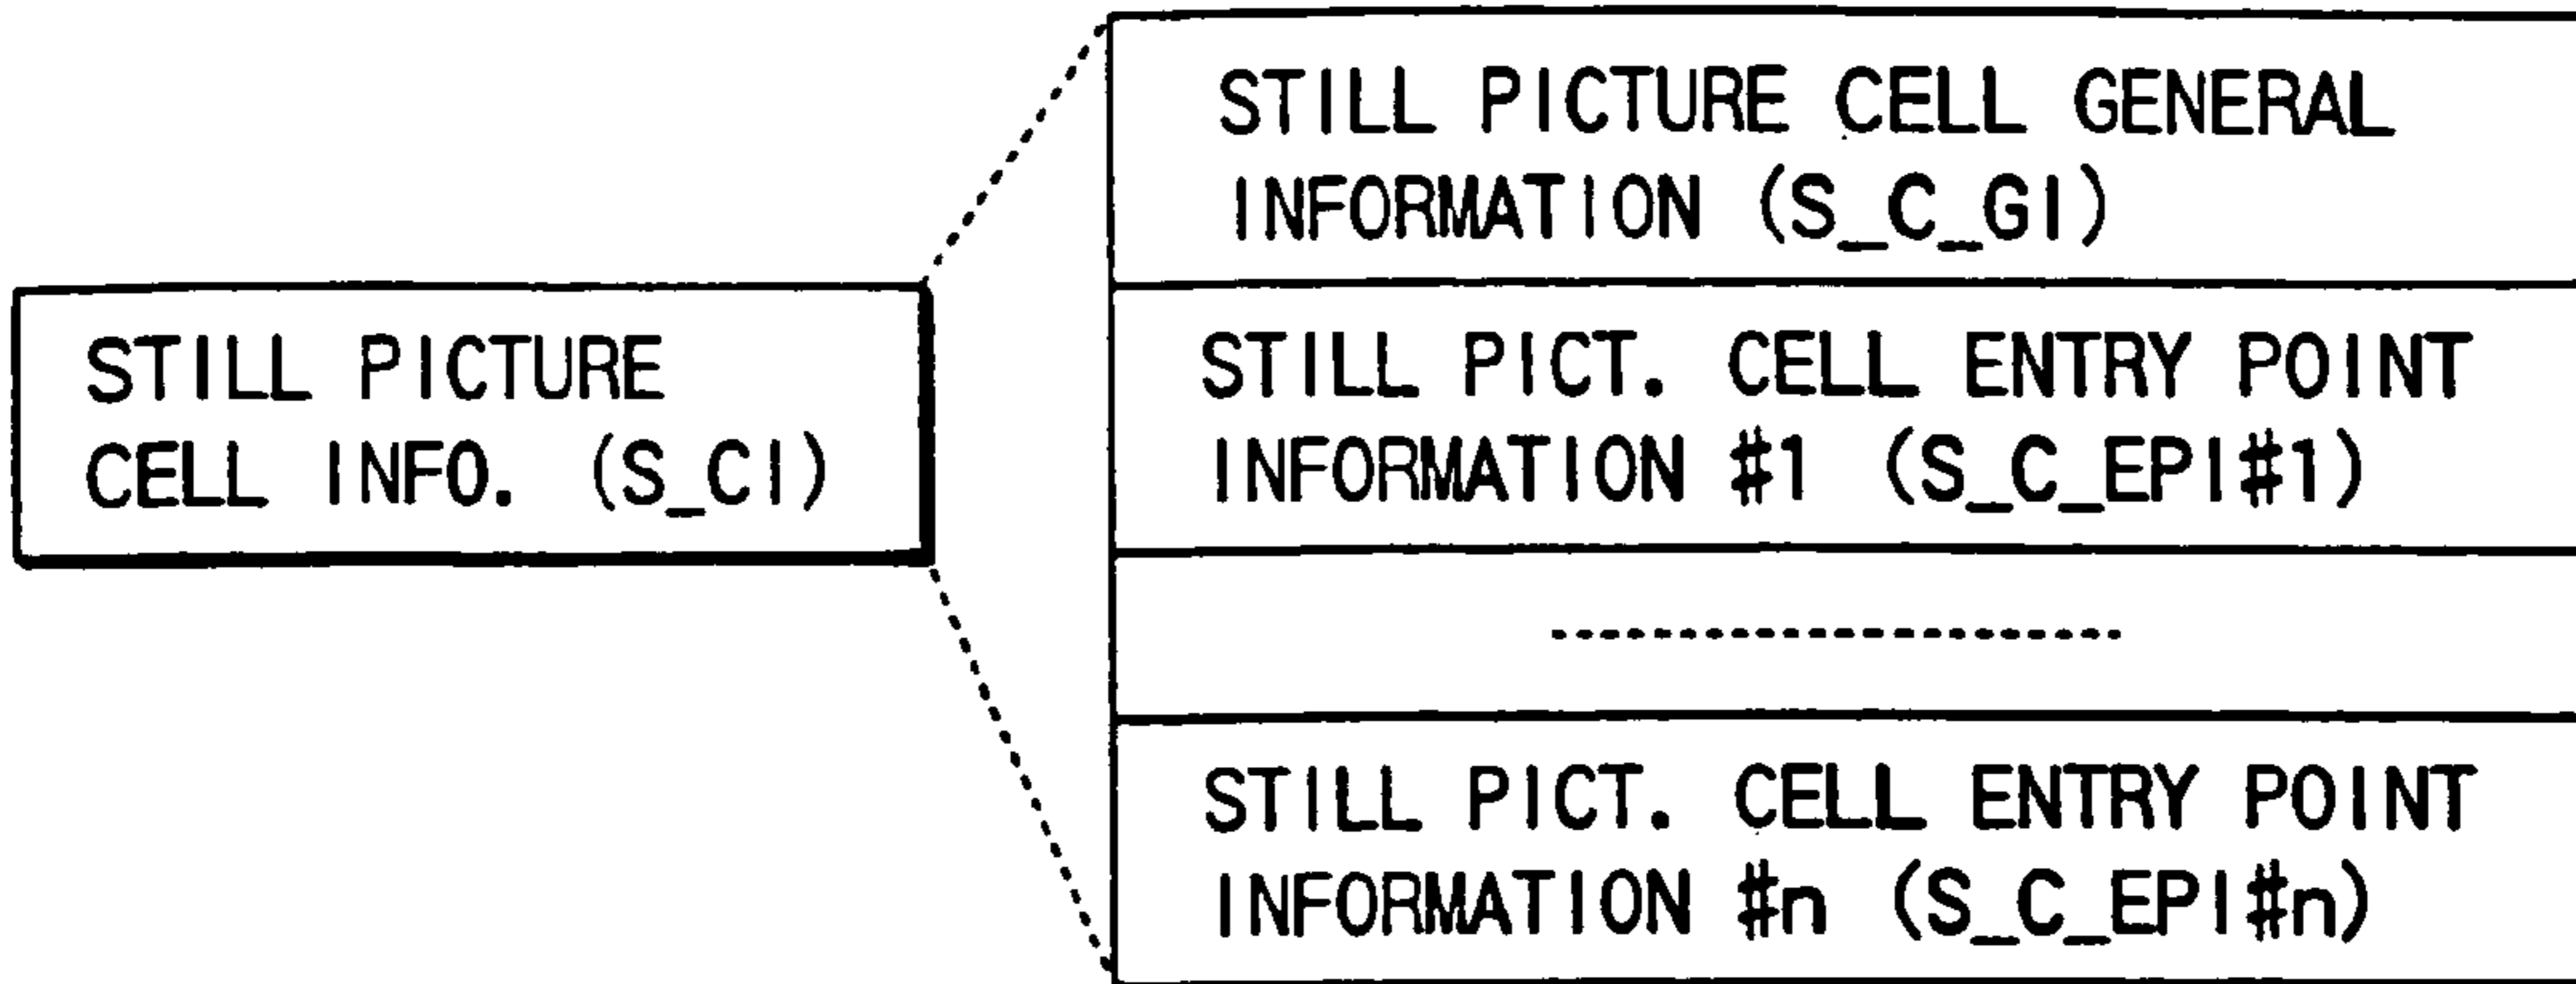 STILL PICTURE CELL GENERAL
INFORMATION (S_C_GI)
STILL PICTURE
CELL INFO. (S_CI)
STILL PICT. CELL ENTRY POINT
INFORMATION #1 (S_C_EPI#1)
STILL PICT. CELL ENTRY POINT
INFORMATION #n (S_C_EPI#n)